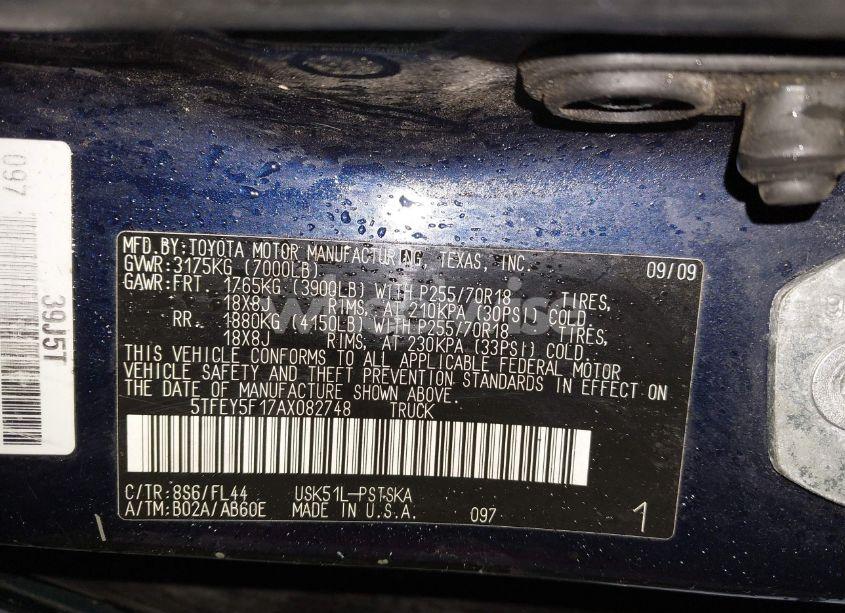 097
39J5T
MFD.BY:TOYOTA MOTOR MANUFACTURING, TEXAS, INC.
GVWR:3175KG (7000LB) 09/09
GAWR:FRT. 1765KG (3900LB) WITH P255/70R18 TIRES,
18X8J RIMS, AT 210KPA (30PSI) COLD.
RR. 1880KG (4150LB) WITH P255/70R18 TIRES,
18X8J RIMS, AT 230KPA (33PSI) COLD.
THIS VEHICLE CONFORMS TO ALL APPLICABLE FEDERAL MOTOR
VEHICLE SAFETY AND THEFT PREVENTION STANDARDS IN EFFECT ON
THE DATE OF MANUFACTURE SHOWN ABOVE.
5TFEY5F17AX082748 TRUCK
C/TR:8S6/FL44 USK51L-PSTSKA
A/TM:B02A/AB60E MADE IN U.S.A. 097 1